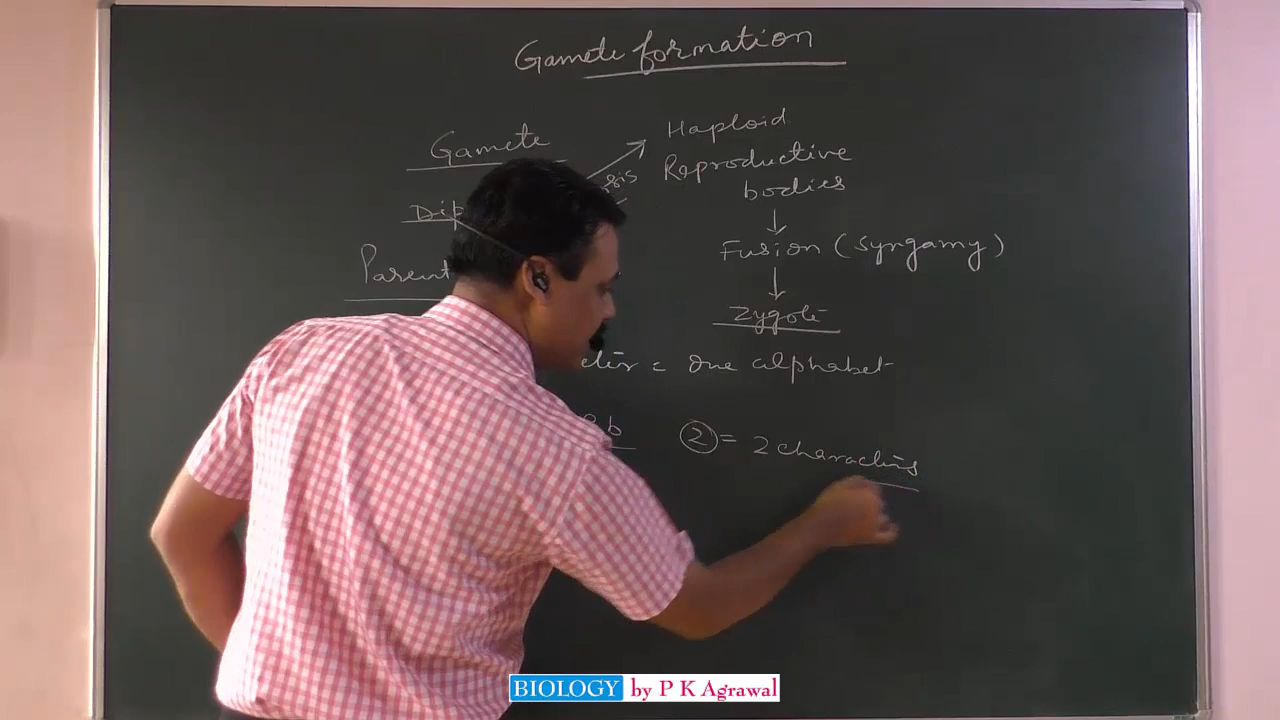 Gamete formation
Gamete
Haploid
Reproductive
bodies
Dip
sis
Fusion (Syngamy)
Parent
Zygote
= one alphabet
b
2 = 2 characters
BIOLOGY by P K Agrawal